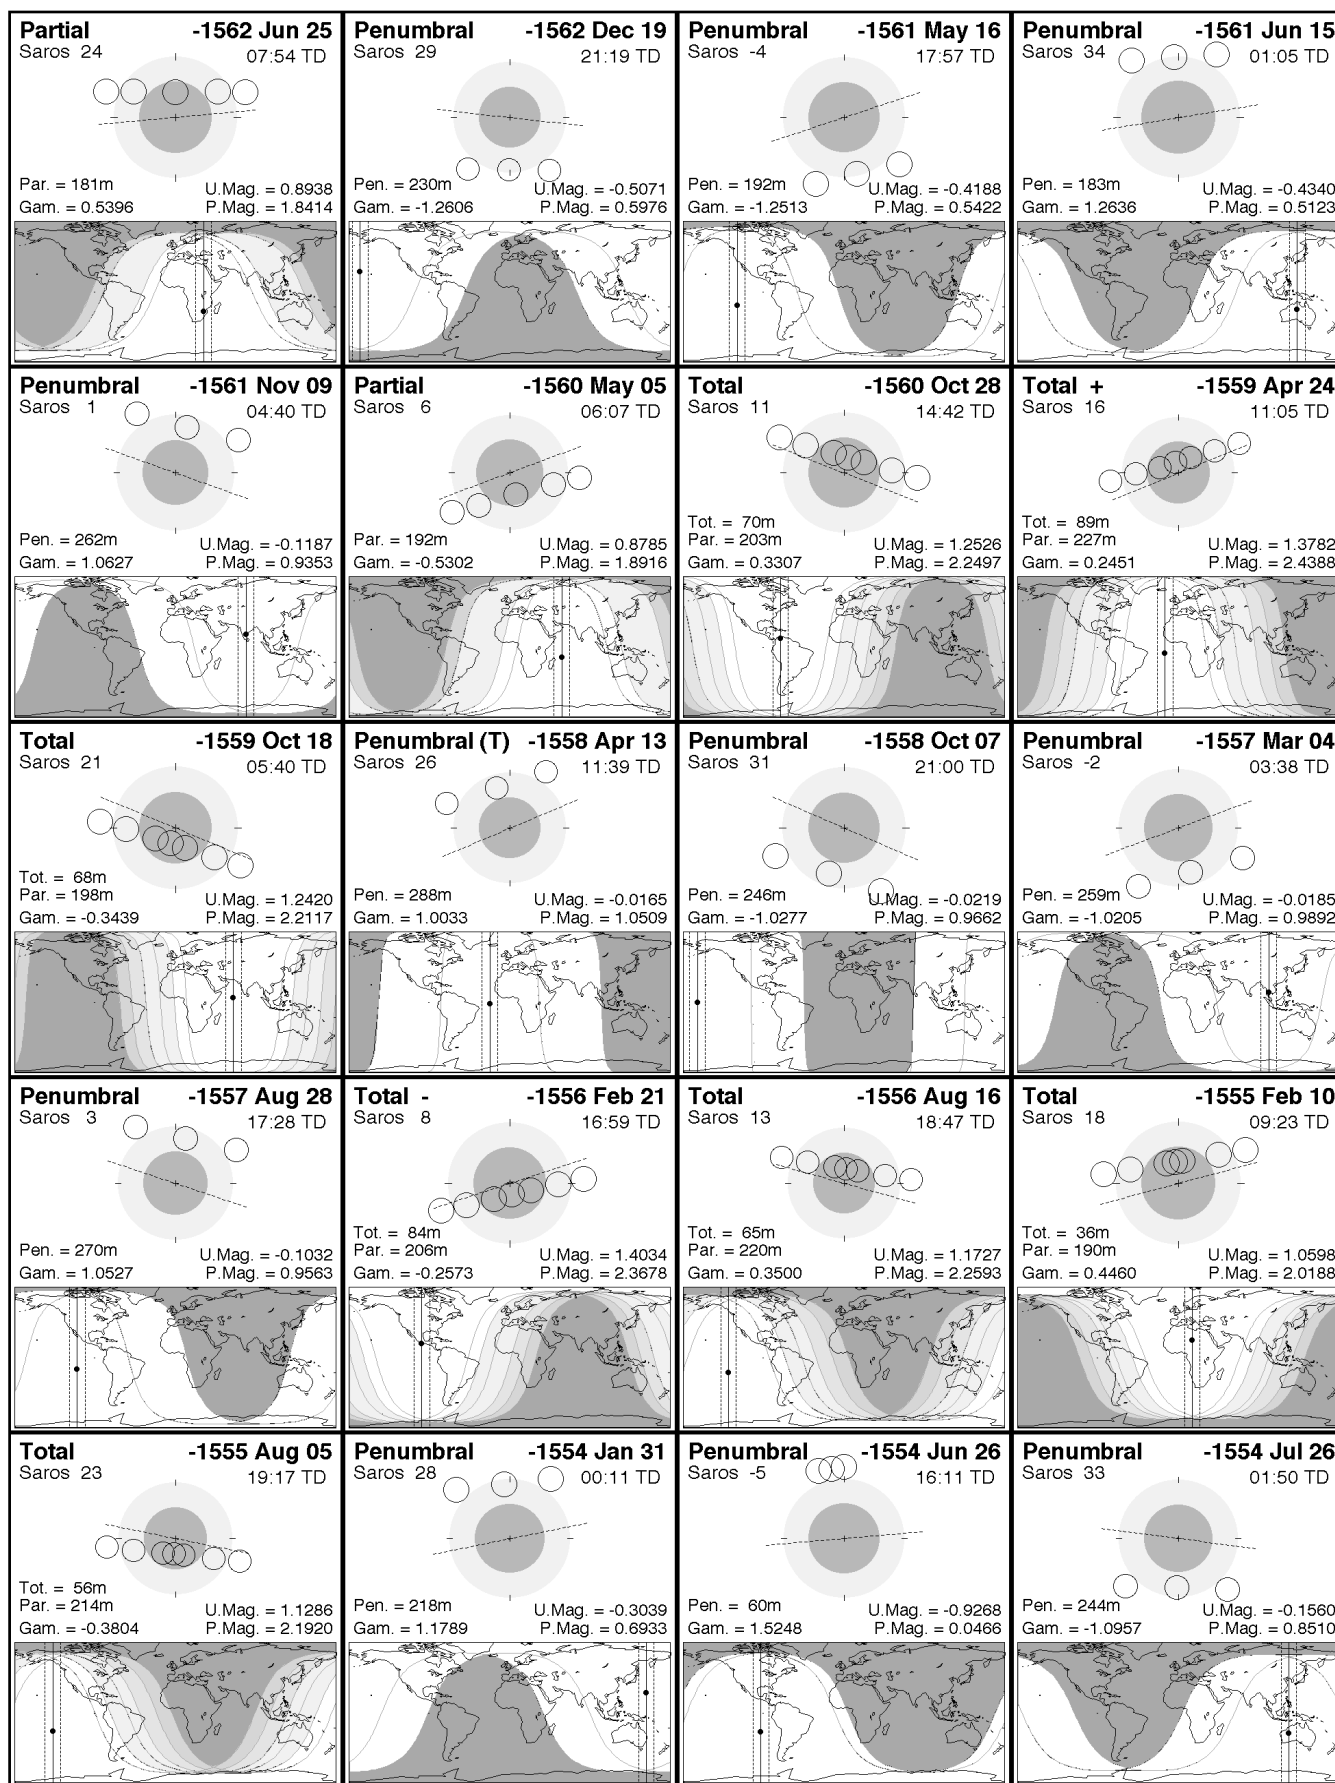 Partial -1562 Jun 25
Saros 24 07:54 TD
Par. = 181m U.Mag. = 0.8938
Gam. = 0.5396 P.Mag. = 1.8414
Penumbral -1562 Dec 19
Saros 29 21:19 TD
Pen. = 230m U.Mag. = -0.5071
Gam. = -1.2606 P.Mag. = 0.5976
Penumbral -1561 May 16
Saros -4 17:57 TD
Pen. = 192m U.Mag. = -0.4188
Gam. = -1.2513 P.Mag. = 0.5422
Penumbral -1561 Jun 15
Saros 34 01:05 TD
Pen. = 183m U.Mag. = -0.4340
Gam. = 1.2636 P.Mag. = 0.5123
Penumbral -1561 Nov 09
Saros 1 04:40 TD
Pen. = 262m U.Mag. = -0.1187
Gam. = 1.0627 P.Mag. = 0.9353
Partial -1560 May 05
Saros 6 06:07 TD
Par. = 192m U.Mag. = 0.8785
Gam. = -0.5302 P.Mag. = 1.8916
Total -1560 Oct 28
Saros 11 14:42 TD
Tot. = 70m
Par. = 203m U.Mag. = 1.2526
Gam. = 0.3307 P.Mag. = 2.2497
Total + -1559 Apr 24
Saros 16 11:05 TD
Tot. = 89m
Par. = 227m U.Mag. = 1.3782
Gam. = 0.2451 P.Mag. = 2.4388
Total -1559 Oct 18
Saros 21 05:40 TD
Tot. = 68m
Par. = 198m U.Mag. = 1.2420
Gam. = -0.3439 P.Mag. = 2.2117
Penumbral (T) -1558 Apr 13
Saros 26 11:39 TD
Pen. = 288m U.Mag. = -0.0165
Gam. = 1.0033 P.Mag. = 1.0509
Penumbral -1558 Oct 07
Saros 31 21:00 TD
Pen. = 246m U.Mag. = -0.0219
Gam. = -1.0277 P.Mag. = 0.9662
Penumbral -1557 Mar 04
Saros -2 03:38 TD
Pen. = 259m U.Mag. = -0.0185
Gam. = -1.0205 P.Mag. = 0.9892
Penumbral -1557 Aug 28
Saros 3 17:28 TD
Pen. = 270m U.Mag. = -0.1032
Gam. = 1.0527 P.Mag. = 0.9563
Total - -1556 Feb 21
Saros 8 16:59 TD
Tot. = 84m
Par. = 206m U.Mag. = 1.4034
Gam. = -0.2573 P.Mag. = 2.3678
Total -1556 Aug 16
Saros 13 18:47 TD
Tot. = 65m
Par. = 220m U.Mag. = 1.1727
Gam. = 0.3500 P.Mag. = 2.2593
Total -1555 Feb 10
Saros 18 09:23 TD
Tot. = 36m
Par. = 190m U.Mag. = 1.0598
Gam. = 0.4460 P.Mag. = 2.0188
Total -1555 Aug 05
Saros 23 19:17 TD
Tot. = 56m
Par. = 214m U.Mag. = 1.1286
Gam. = -0.3804 P.Mag. = 2.1920
Penumbral -1554 Jan 31
Saros 28 00:11 TD
Pen. = 218m U.Mag. = -0.3039
Gam. = 1.1789 P.Mag. = 0.6933
Penumbral -1554 Jun 26
Saros -5 16:11 TD
Pen. = 60m U.Mag. = -0.9268
Gam. = 1.5248 P.Mag. = 0.0466
Penumbral -1554 Jul 26
Saros 33 01:50 TD
Pen. = 244m U.Mag. = -0.1560
Gam. = -1.0957 P.Mag. = 0.8510